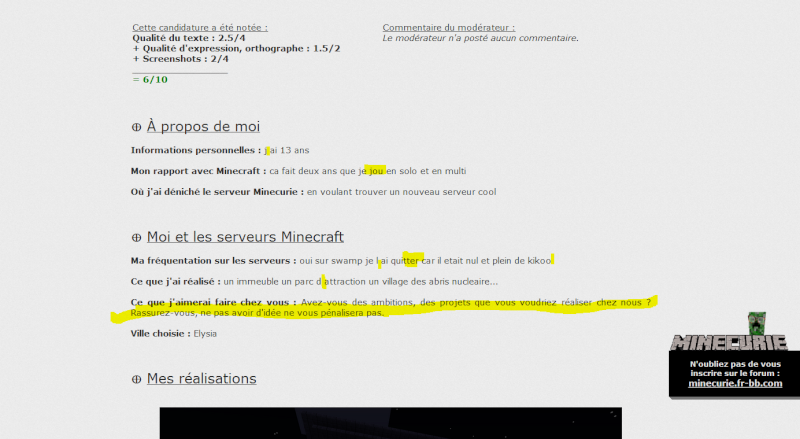 Cette candidature a été notée :
Commentaire du modérateur :
Qualité du texte : 2.5/4
Le modérateur n'a posté aucun commentaire.
+ Qualité d'expression, orthographe : 1.5/2
+ Screenshots : 2/4
= 6/10
À propos de moi
Informations personnelles : j ai 13 ans
Mon rapport avec Minecraft : ca fait deux ans que je jou en solo et en multi
Où j'ai déniché le serveur Minecurie : en voulant trouver un nouveau serveur cool
Moi et les serveurs Minecraft
Ma fréquentation sur les serveurs : oui sur swamp je l ai quitter car il etait nul et plein de kikoo
Ce que j'ai réalisé : un immeuble un parc d attraction un village des abris nucleaire...
Ce que j'aimerai faire chez vous : Avez-vous des ambitions, des projets que vous voudriez réaliser chez nous ?
Rassurez-vous, ne pas avoir d'idée ne vous pénalisera pas.
Ville choisie : Elysia
MINECURIE
N'oubliez pas de vous
inscrire sur le forum :
minecurie.fr-bb.com
Mes réalisations